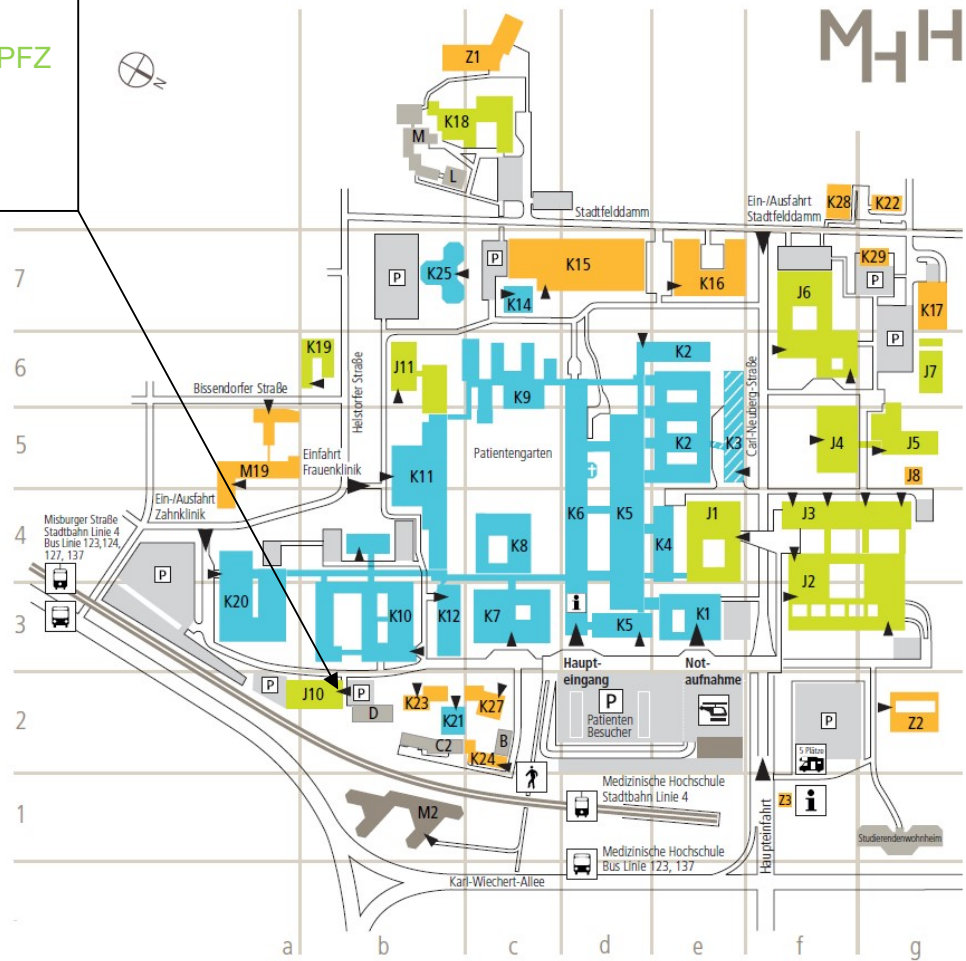 PFZ
MHH
N
Z1
K18
M
L
Stadtfelddamm
Ein-/Ausfahrt
Stadtfelddamm
K28
K22
7
P
K25
P
K15
K14
K16
J6
K29
P
K17
6
K19
J11
K9
K2
P
J7
Bissendorfer Straße
Helstorfer Straße
Carl-Neuberg-Straße
5
M19
Einfahrt
Frauenklinik
K11
Patientengarten
K2
K3
J4
J5
J8
Ein-/Ausfahrt
Zahnklinik
4
Misburger Straße
Stadtbahn Linie 4
Bus Linie 123,124,
127, 137
P
K8
K6
K5
K4
J1
J3
J2
3
K20
K10
K12
K7
i
K5
K1
Haupt-
eingang
Not-
aufnahme
2
P
J10
P
D
K23
K21
K27
C2
B
K24
P
Patienten
Besucher
P
5 Plätze
Z2
1
M2
Medizinische Hochschule
Stadtbahn Linie 4
Z3
i
Haupteinfahrt
Studierendenwohnheim
Medizinische Hochschule
Bus Linie 123, 137
Karl-Wiechert-Allee
a
b
c
d
e
f
g